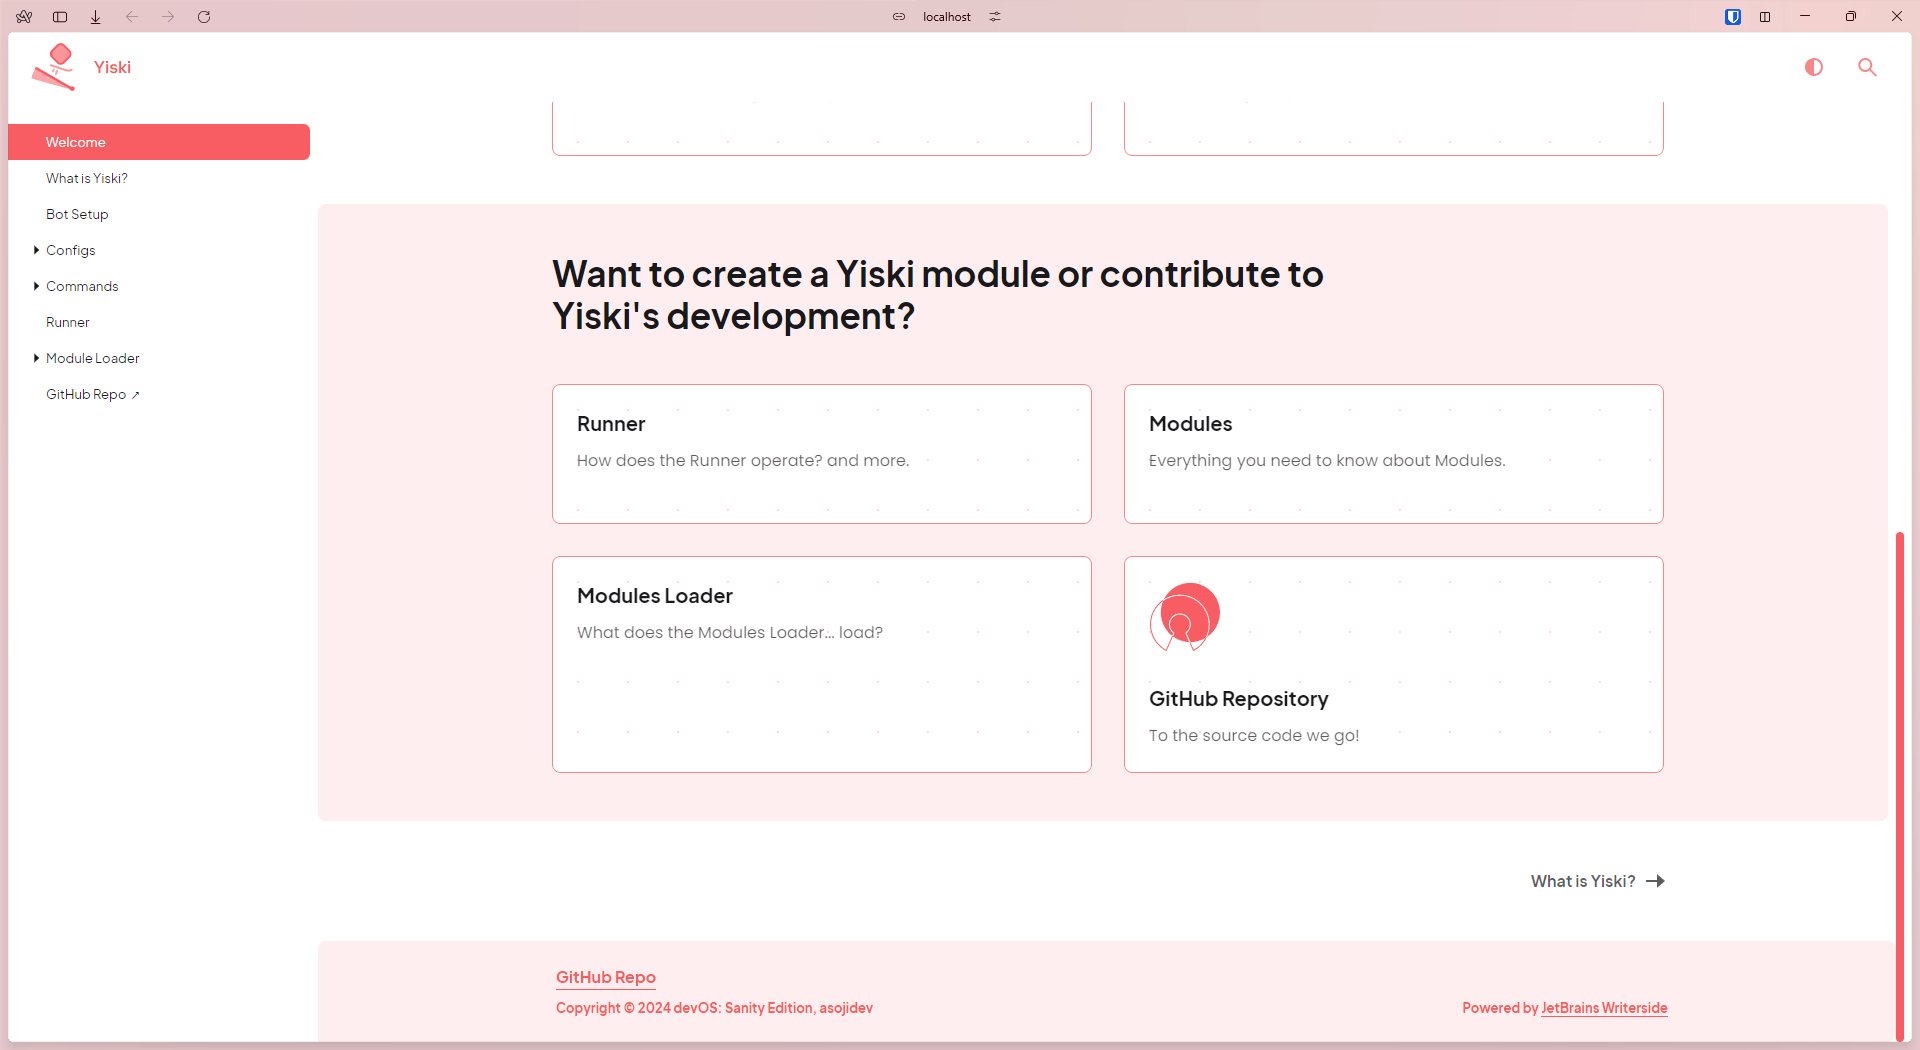 localhost
Yiski
Welcome
What is Yiski?
Bot Setup
Configs
Commands
Runner
Module Loader
GitHub Repo ↗
Want to create a Yiski module or contribute to
Yiski's development?
Runner
How does the Runner operate? and more.
Modules
Everything you need to know about Modules.
Modules Loader
What does the Modules Loader... load?
GitHub Repository
To the source code we go!
What is Yiski?
GitHub Repo
Copyright © 2024 devOS: Sanity Edition, asojidev
Powered by JetBrains Writerside